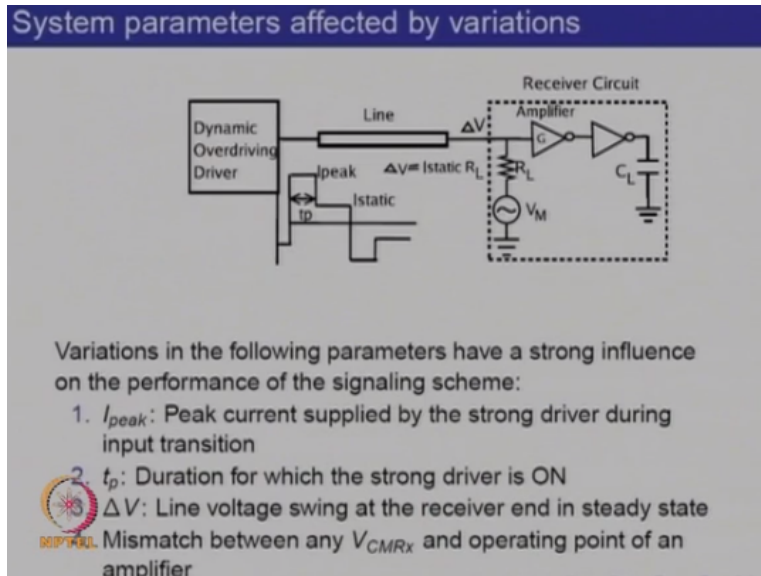 System parameters affected by variations
Receiver Circuit
Dynamic
Overdriving
Driver
Line
ΔV
Amplifier
G
Ipeak
ΔV= Istatic RL
RL
CL
tp
Istatic
VM
Variations in the following parameters have a strong influence
on the performance of the signaling scheme:
1. Ipeak: Peak current supplied by the strong driver during
input transition
2. tp: Duration for which the strong driver is ON
3. ΔV: Line voltage swing at the receiver end in steady state
4. Mismatch between any VCMRx and operating point of an
amplifier
NPTEL